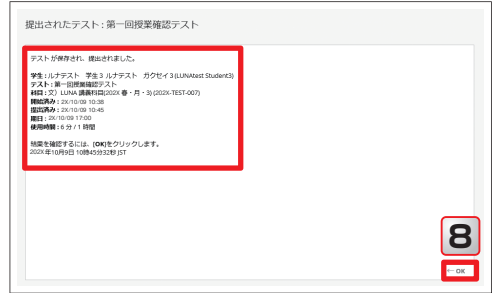 提出されたテスト : 第一回授業確認テスト
テスト が保存され、提出されました。
学生 : ルナテスト 学生３ ルナテスト ガクセイ３(LUNAtest Student3)
テスト : 第一回授業確認テスト
科目 : 文）LUNA 講義科目(202X 春・月・3) (202X-TEST-007)
開始済み : 2X/10/09 10:38
提出済み : 2X/10/09 10:45
期日 : 2X/10/09 17:00
使用時間 : 6 分 / 1 時間
結果を確認するには、[OK]をクリックします。
202X 年10月9日 10時45分32秒 JST
8
← OK